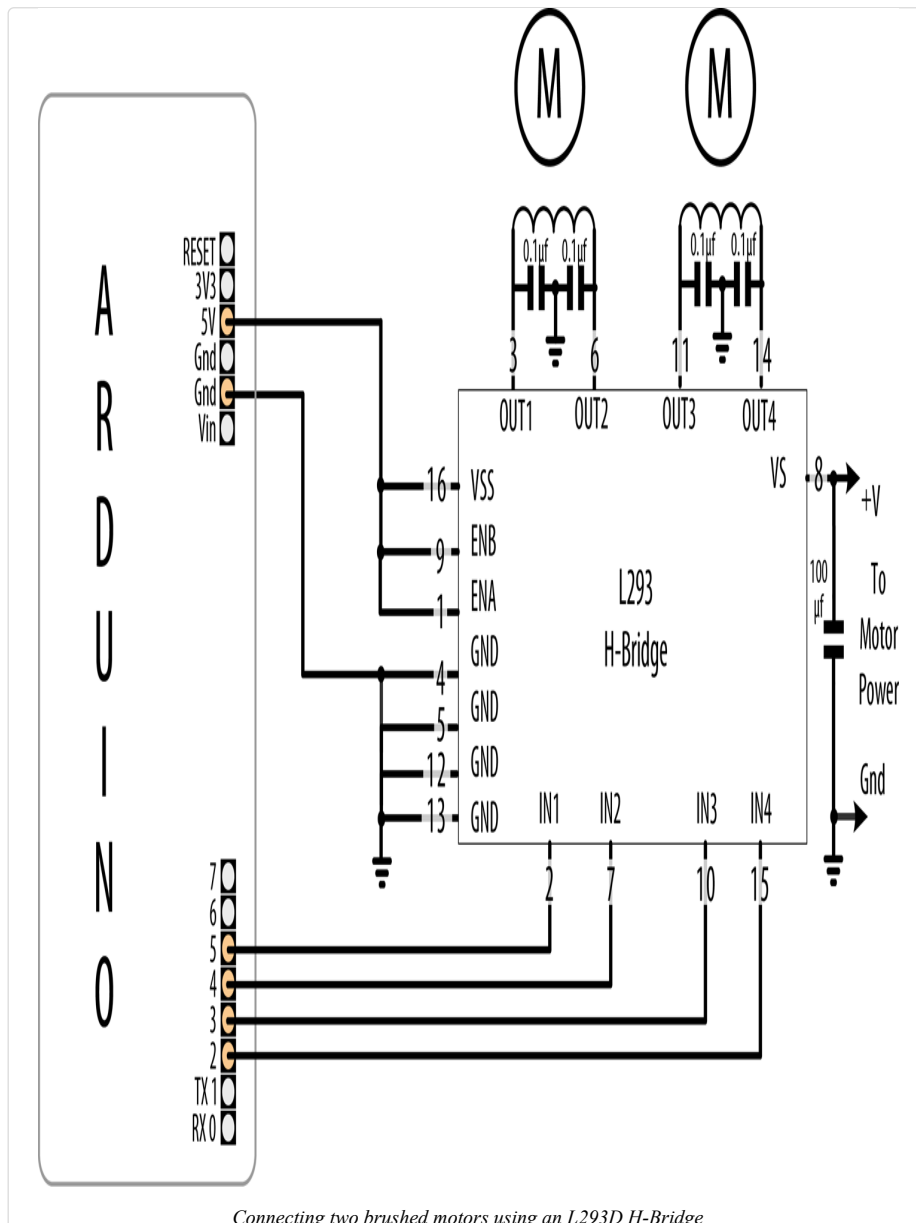 M
M
ARDUINO
RESET
3V3
5V
Gnd
Gnd
Vin
0.1µf 0.1µf
0.1µf 0.1µf
3
6
11
14
OUT1
OUT2
OUT3
OUT4
16 VSS
9 ENB
1 ENA
4 GND
5 GND
12 GND
13 GND
L293
H-Bridge
VS 8
+V
100
µf
To
Motor
Power
Gnd
IN1
IN2
IN3
IN4
2
7
10
15
7
6
5
4
3
2
TX 1
RX 0
Connecting two brushed motors using an L293D H-Bridge